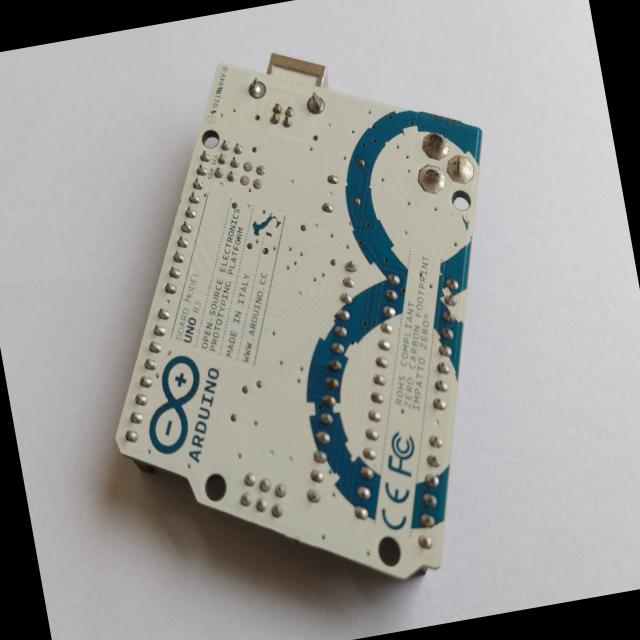 BOARD MODEL
UNO R3
OPEN-SOURCE ELECTRONICS
PROTOTYPING PLATFORM
MADE IN ITALY
WWW.ARDUINO.CC
ARDUINO
ROHS COMPLIANT
ZERO CARBON FOOTPRINT
IMPATTO ZERO®
CE FC